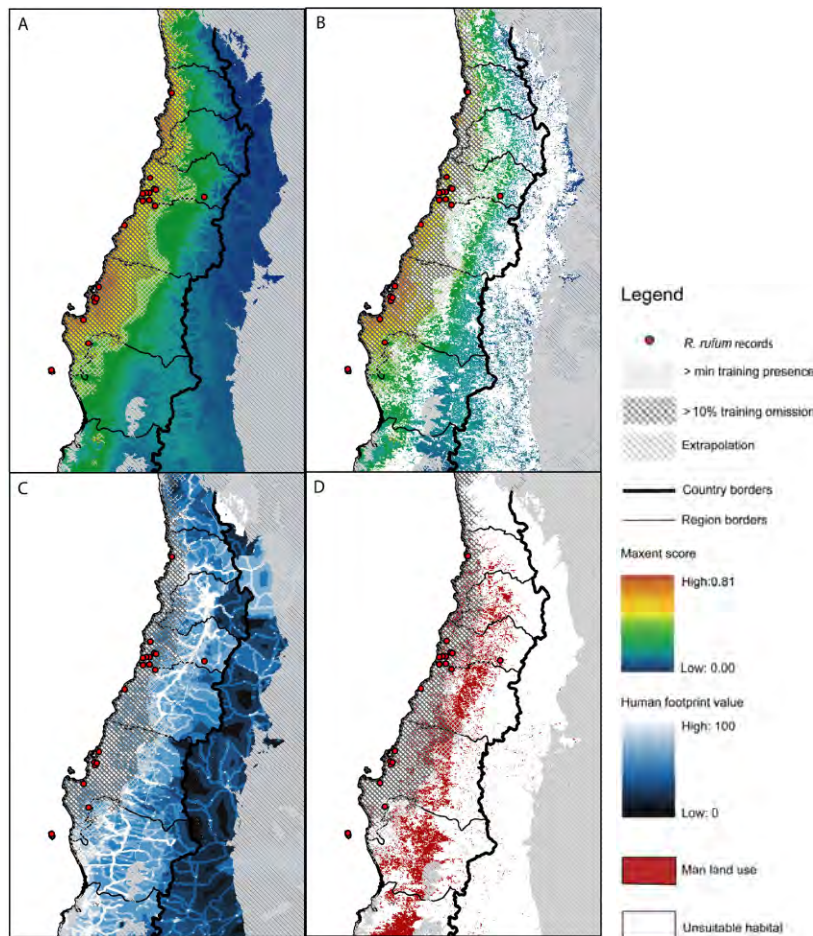 A
B
C
D
Legend
R. rufum records
> min training presence
>10% training omission
Extrapolation
Country borders
Region borders
Maxent score
High:0.81
Low: 0.00
Human footprint value
High: 100
Low: 0
Man land use
Unsuitable habital